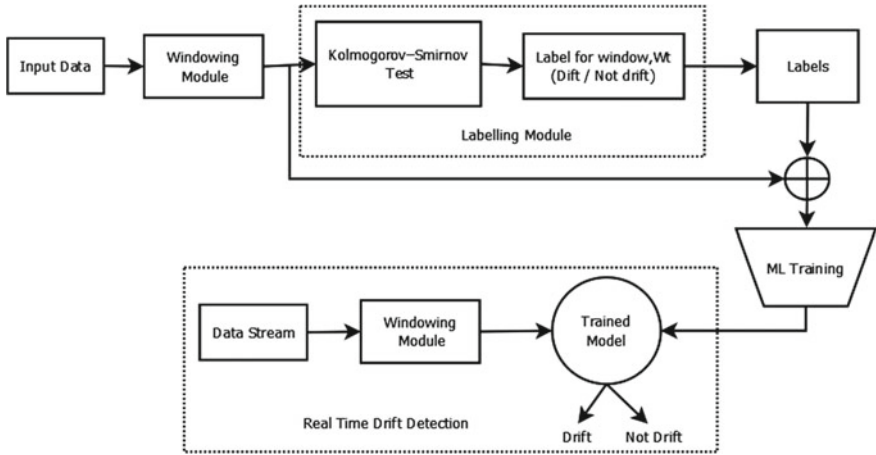 Input Data
Windowing
Module
Kolmogorov–Smirnov
Test
Label for window,Wt
(Dift / Not drift)
Labels
Labelling Module
ML Training
Data Stream
Windowing
Module
Trained
Model
Real Time Drift Detection
Drift
Not Drift